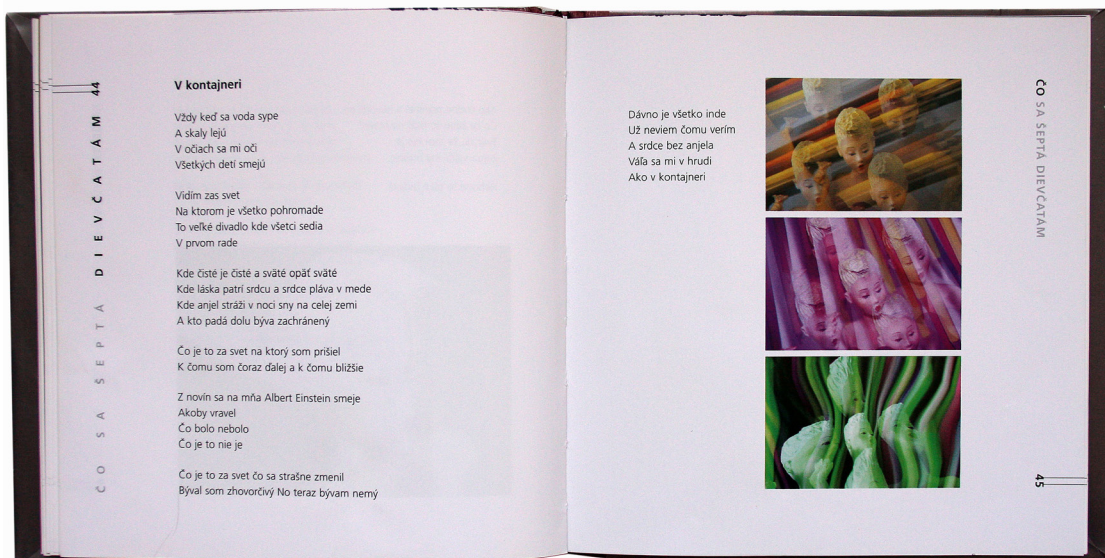 44
ČO SA ŠEPTÁ DIEVČATÁM
V kontajneri
Vždy keď sa voda sype
A skaly lejú
V očiach sa mi oči
Všetkých detí smejú
Vidím zas svet
Na ktorom je všetko pohromade
To veľké divadlo kde všetci sedia
V prvom rade
Kde čisté je čisté a sväté opäť sväté
Kde láska patrí srdcu a srdce pláva v mede
Kde anjel stráži v noci sny na celej zemi
A kto padá dolu býva zachránený
Čo je to za svet na ktorý som prišiel
K čomu som čoraz ďalej a k čomu bližšie
Z novín sa na mňa Albert Einstein smeje
Akoby vravel
Čo bolo nebolo
Čo je to nie je
Čo je to za svet čo sa strašne zmenil
Býval som zhovorčivý No teraz bývam nemý
Dávno je všetko inde
Už neviem čomu verím
A srdce bez anjela
Váľa sa mi v hrudi
Ako v kontajneri
ČO SA ŠEPTÁ DIEVČATÁM
45